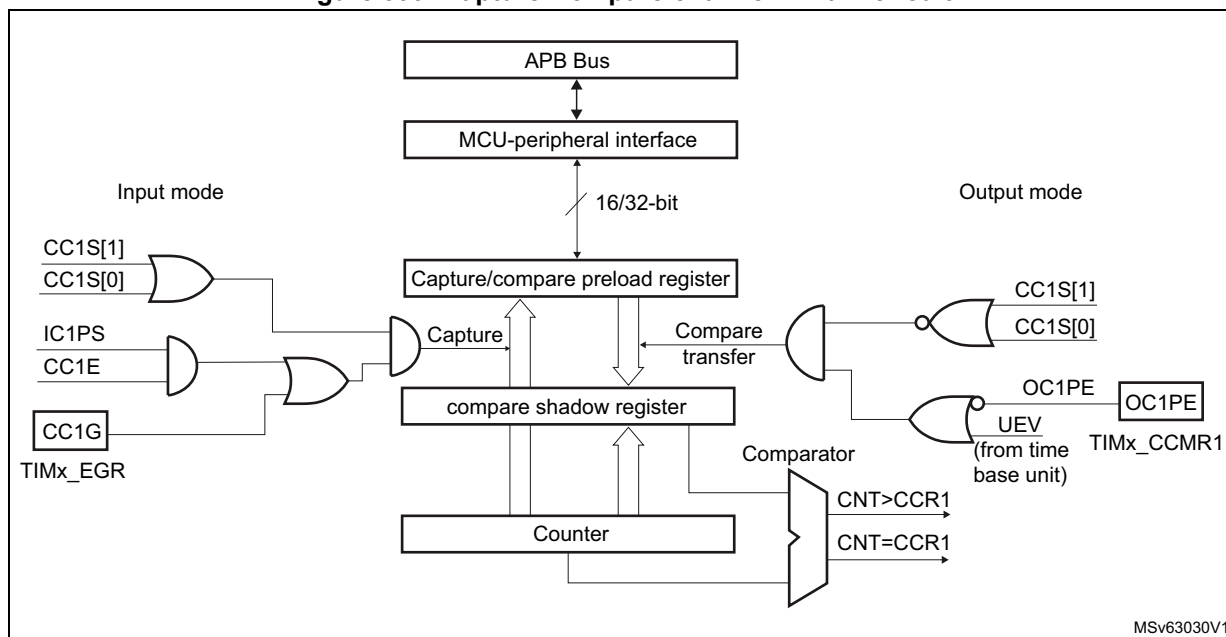 APB Bus
MCU-peripheral interface
Input mode
16/32-bit
Output mode
CC1S[1]
CC1S[0]
Capture/compare preload register
CC1S[1]
CC1S[0]
IC1PS
CC1E
Capture
Compare
transfer
compare shadow register
OC1PE
OC1PE
CC1G
TIMx_EGR
UEV
(from time
base unit)
TIMx_CCMR1
Comparator
CNT>CCR1
Counter
CNT=CCR1
MSv63030V1